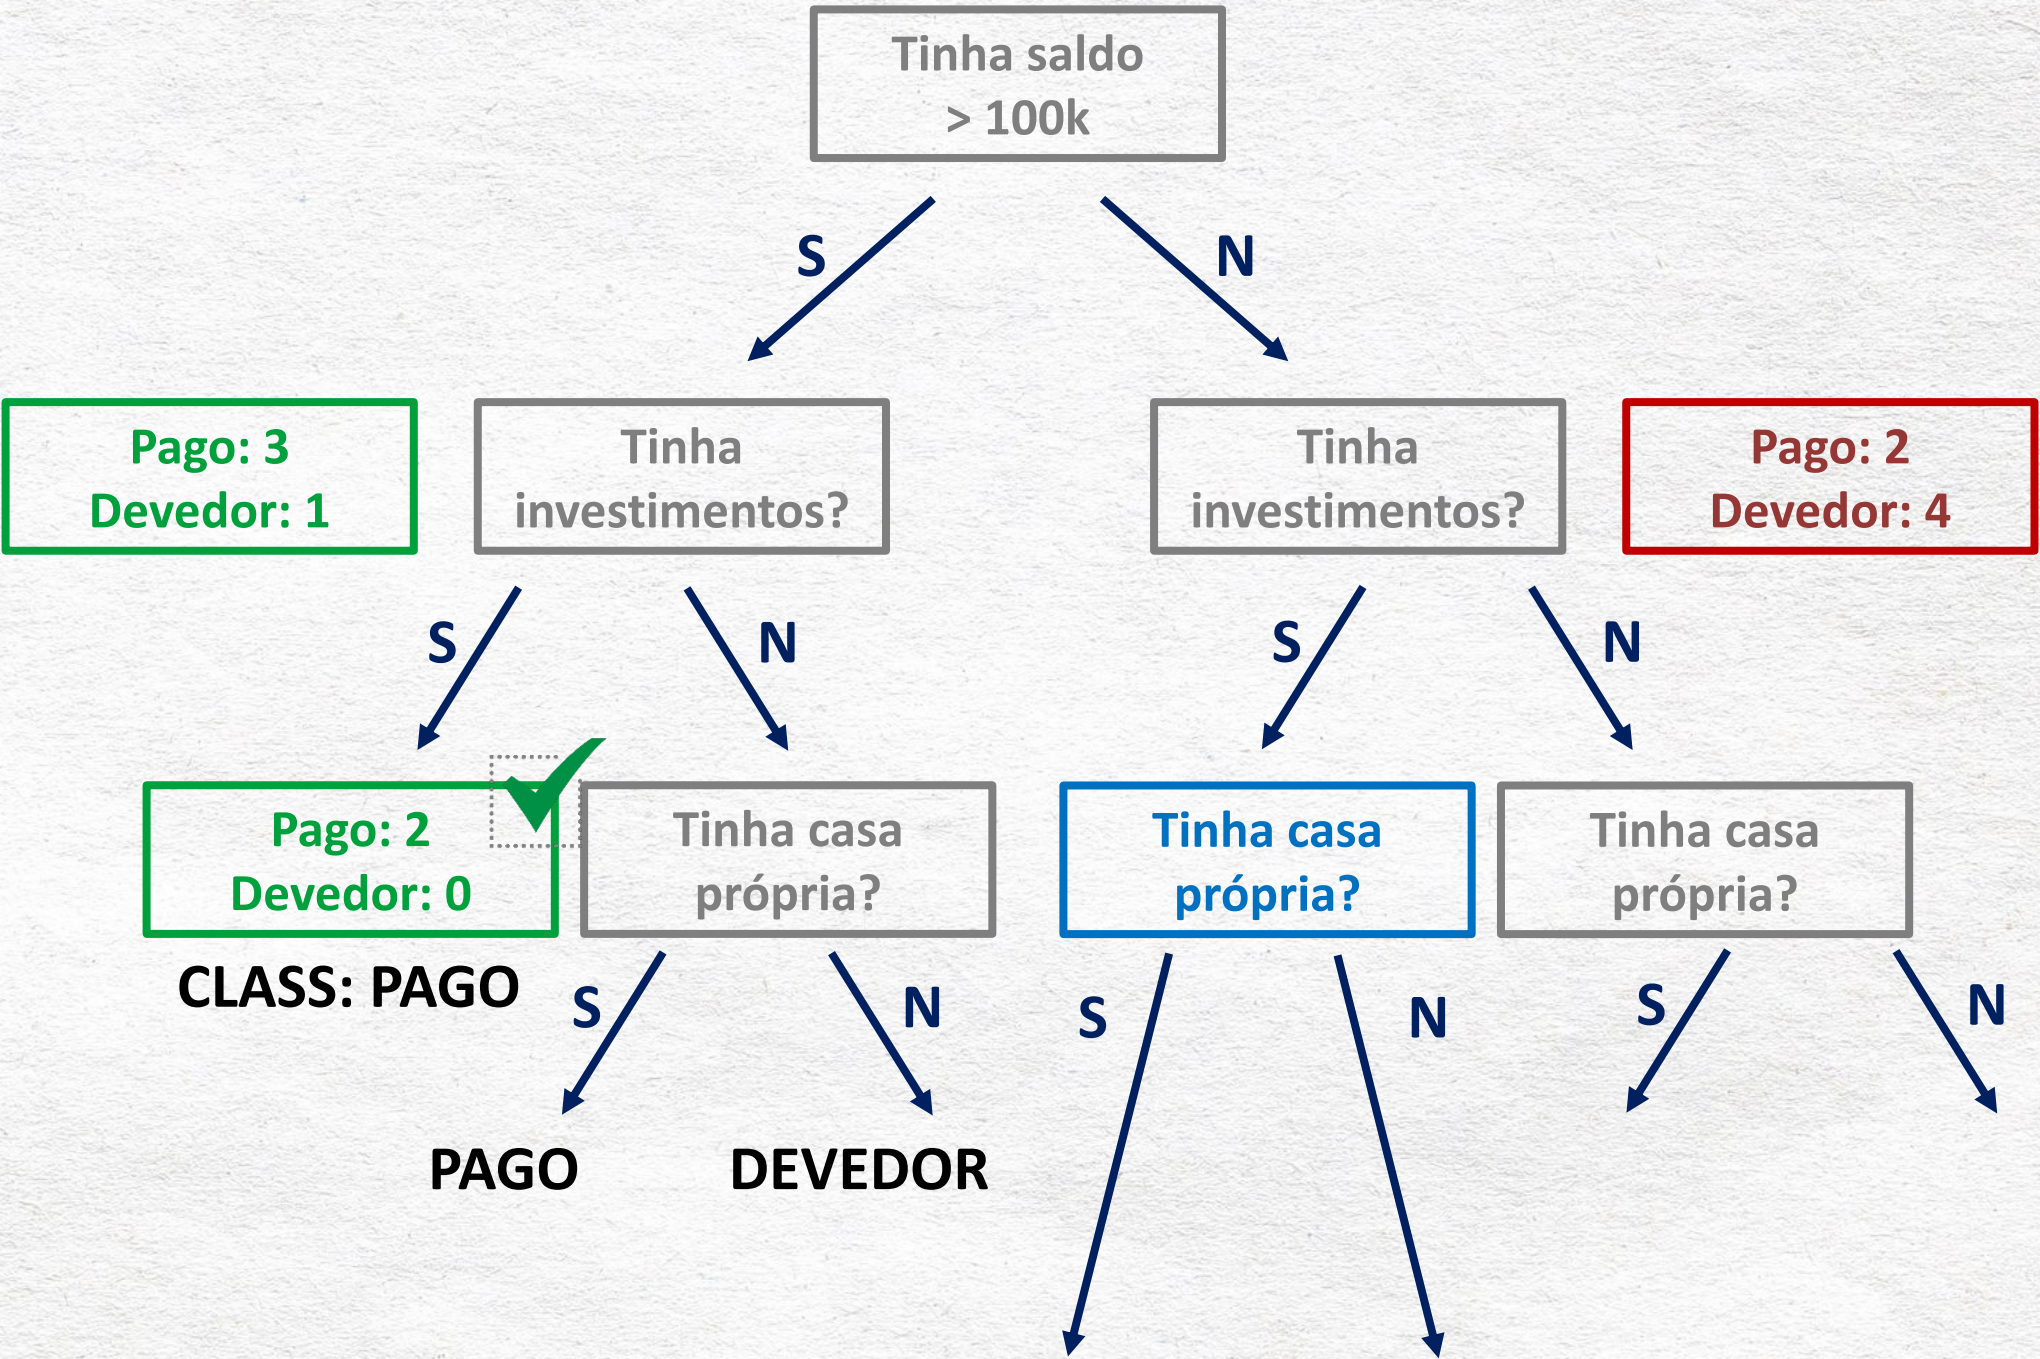 Tinha saldo
> 100k
S
N
Pago: 3
Devedor: 1
Tinha
investimentos?
Tinha
investimentos?
Pago: 2
Devedor: 4
S
N
S
N
Pago: 2
Devedor: 0
Tinha casa
própria?
Tinha casa
própria?
Tinha casa
própria?
CLASS: PAGO
S
N
S
N
S
N
PAGO
DEVEDOR